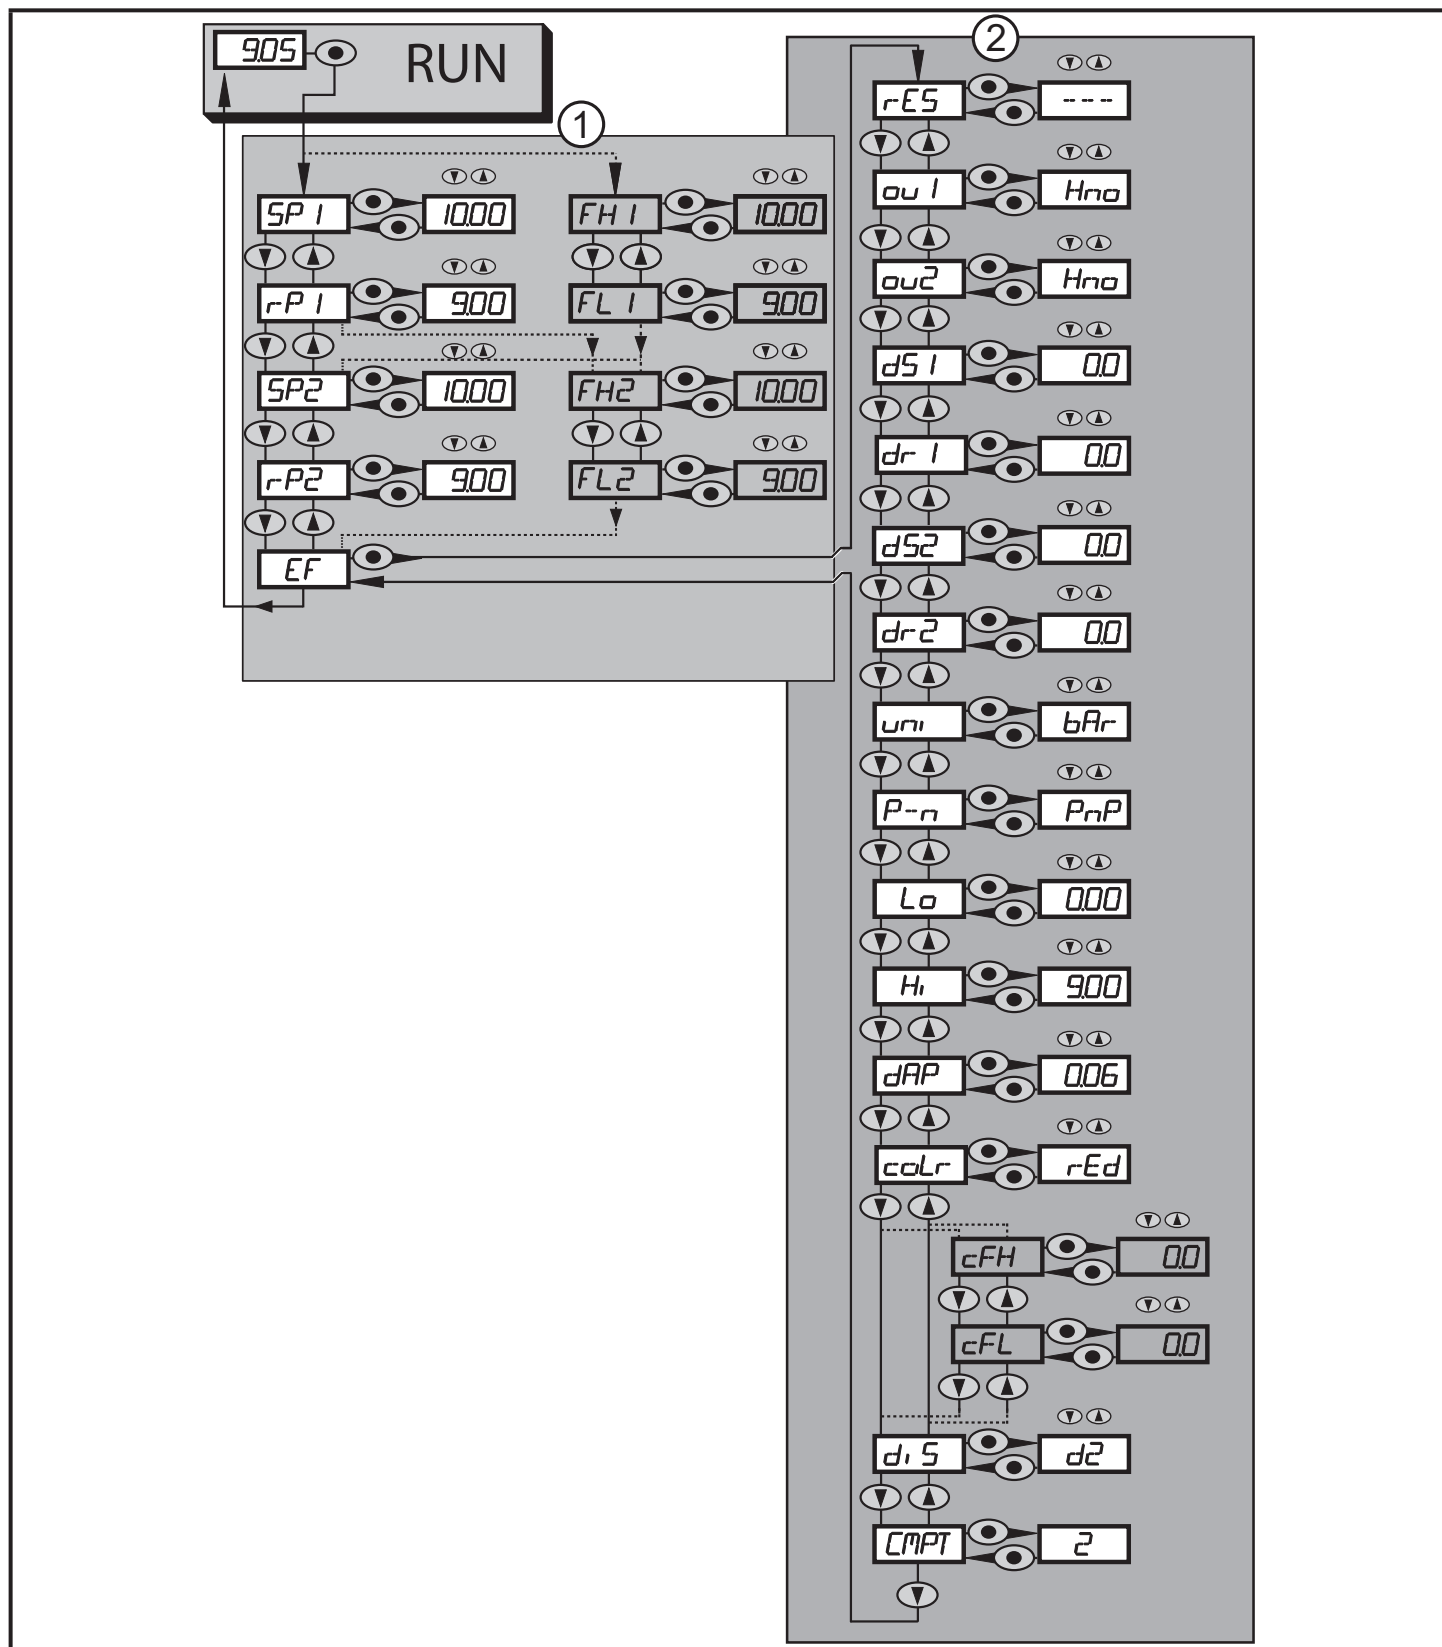 9.05
RUN
1
SP1 10.00 FH1 10.00
rP1 9.00 FL1 9.00
SP2 10.00 FH2 10.00
rP2 9.00 FL2 9.00
EF
2
rES ----
ou1 Hno
ou2 Hno
dS1 0.0
dr1 0.0
dS2 0.0
dr2 0.0
uni bAr
P-n PnP
Lo 0.00
Hi 9.00
dAP 0.06
coLr rEd
cFH 0.0
cFL 0.0
diS d2
CMPT 2